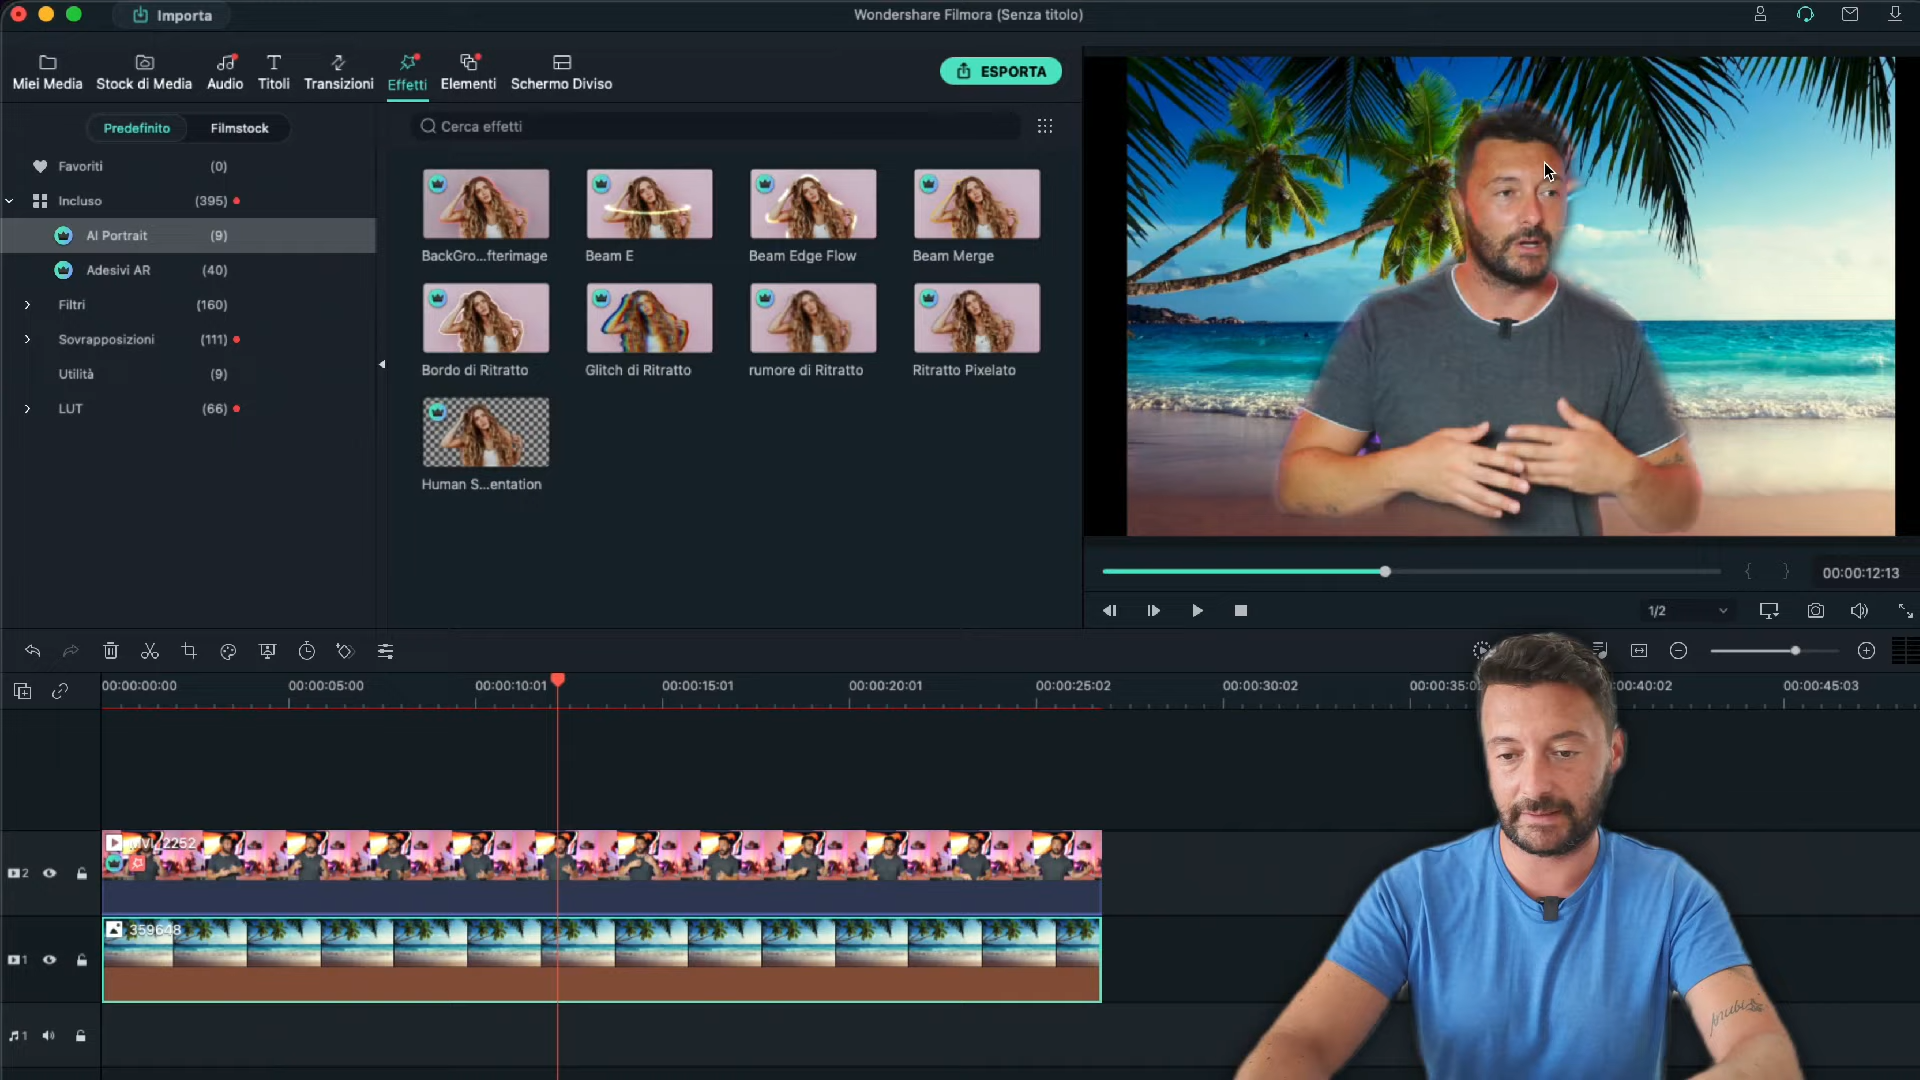 Importa
Wondershare Filmora (Senza titolo)
Miei Media
Stock di Media
Audio
Titoli
Transizioni
Effetti
Elementi
Schermo Diviso
ESPORTA
Predefinito
Filmstock
Cerca effetti
Favoriti (0)
Incluso (395)
AI Portrait (9)
Adesivi AR (40)
Filtri (160)
Sovrapposizioni (111)
Utilità (9)
LUT (66)
BackGro...fterimage
Beam E
Beam Edge Flow
Beam Merge
Bordo di Ritratto
Glitch di Ritratto
rumore di Ritratto
Ritratto Pixelato
Human S...entation
00:00:12:13
1/2
00:00:00:00
00:00:05:00
00:00:10:01
00:00:15:01
00:00:20:01
00:00:25:02
00:00:30:02
00:00:35:0
00:40:02
00:00:45:03
MVI_2252
2
359648
1
1